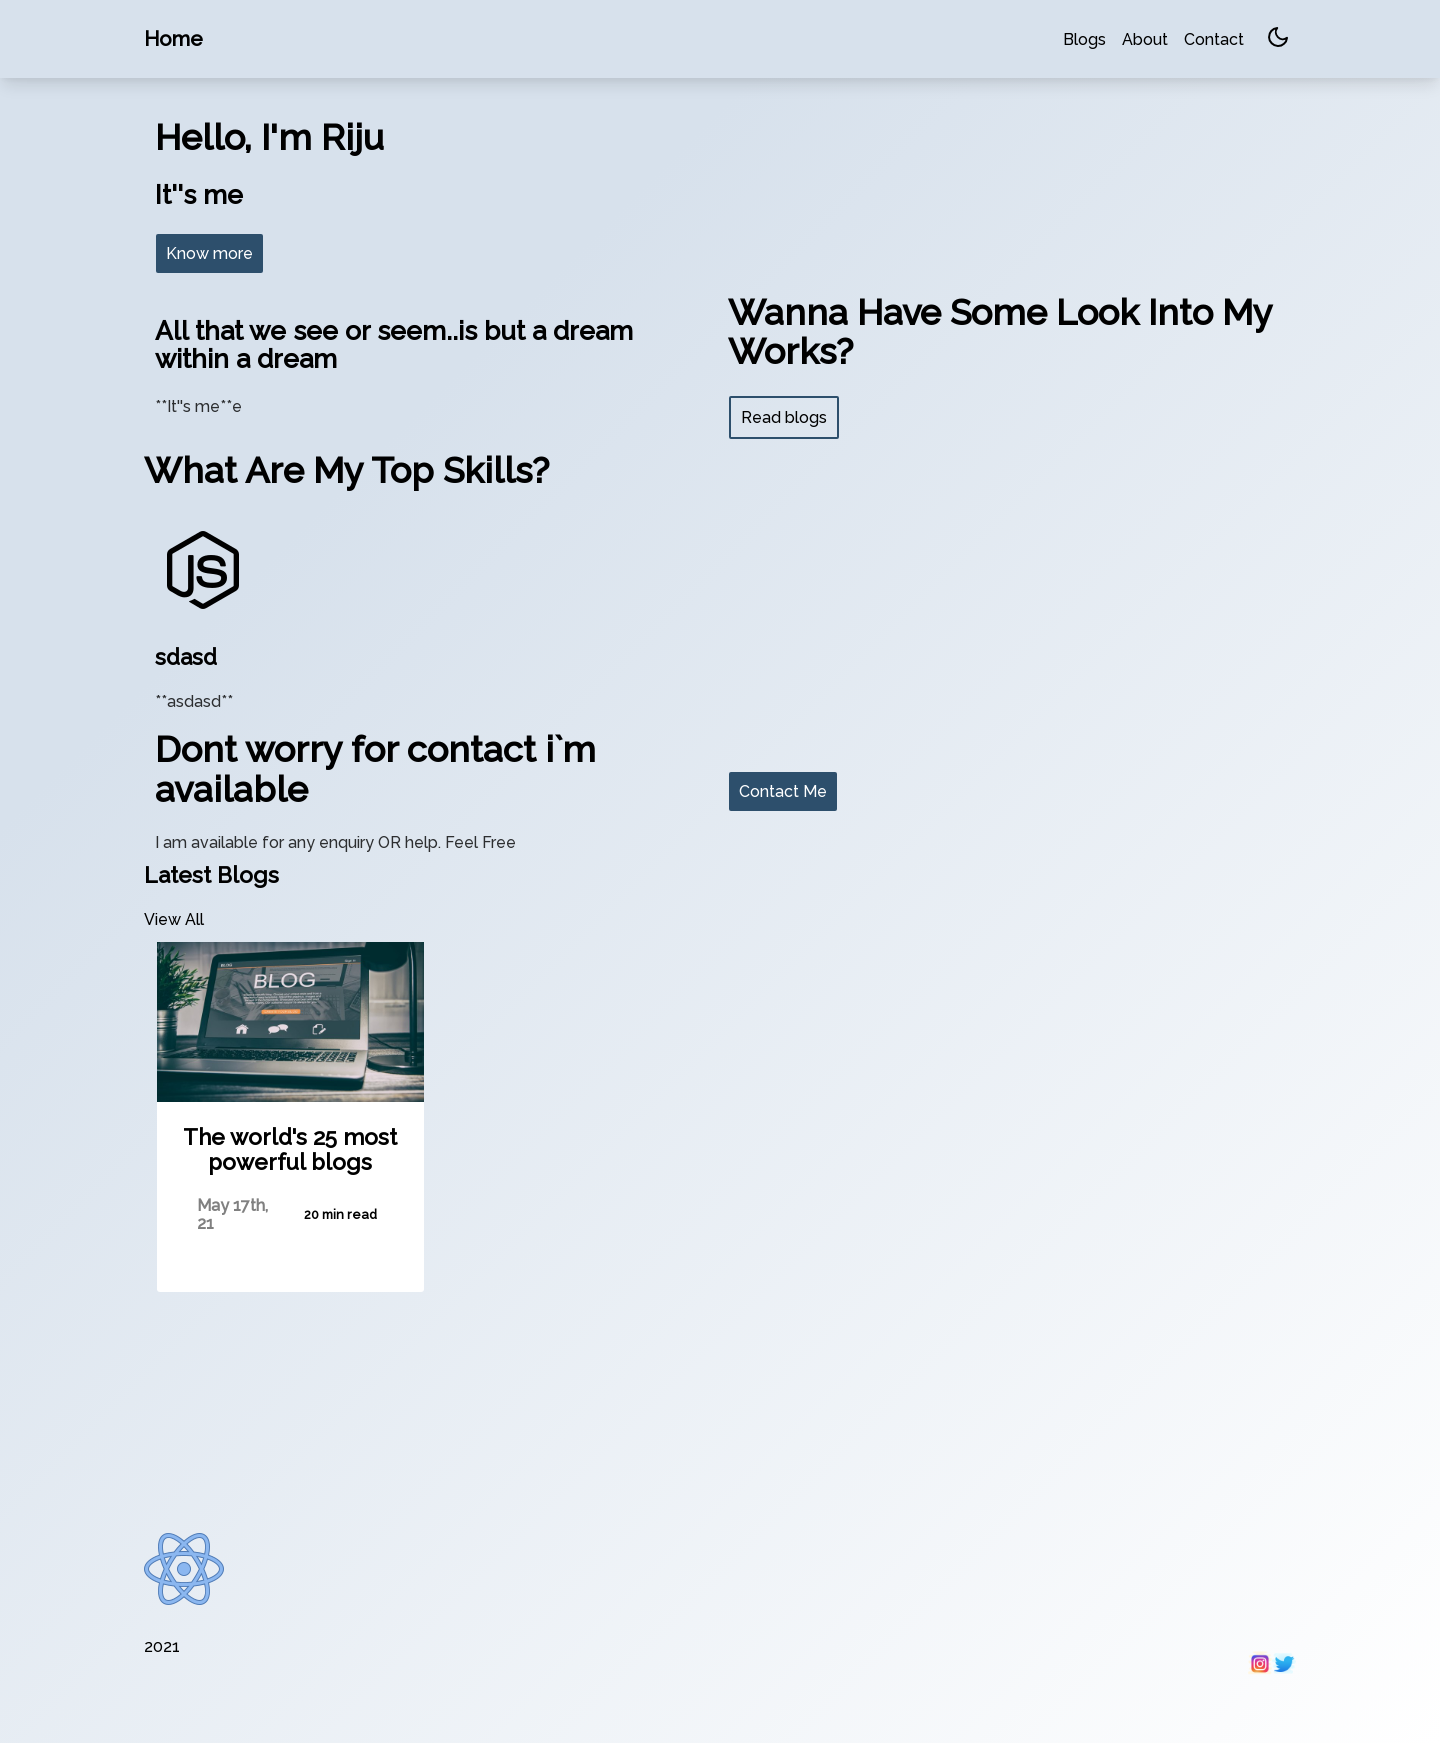 Home
Blogs
About
Contact
Hello, I'm Riju
It''s me
Know more
All that we see or seem..is but a dream
within a dream
**It''s me**e
Wanna Have Some Look Into My
Works?
Read blogs
What Are My Top Skills?
JS
sdasd
**asdasd**
Dont worry for contact i`m
available
I am available for any enquiry OR help. Feel Free
Contact Me
Latest Blogs
View All
BLOG
The world's 25 most
powerful blogs
May 17th,
21
20 min read
2021